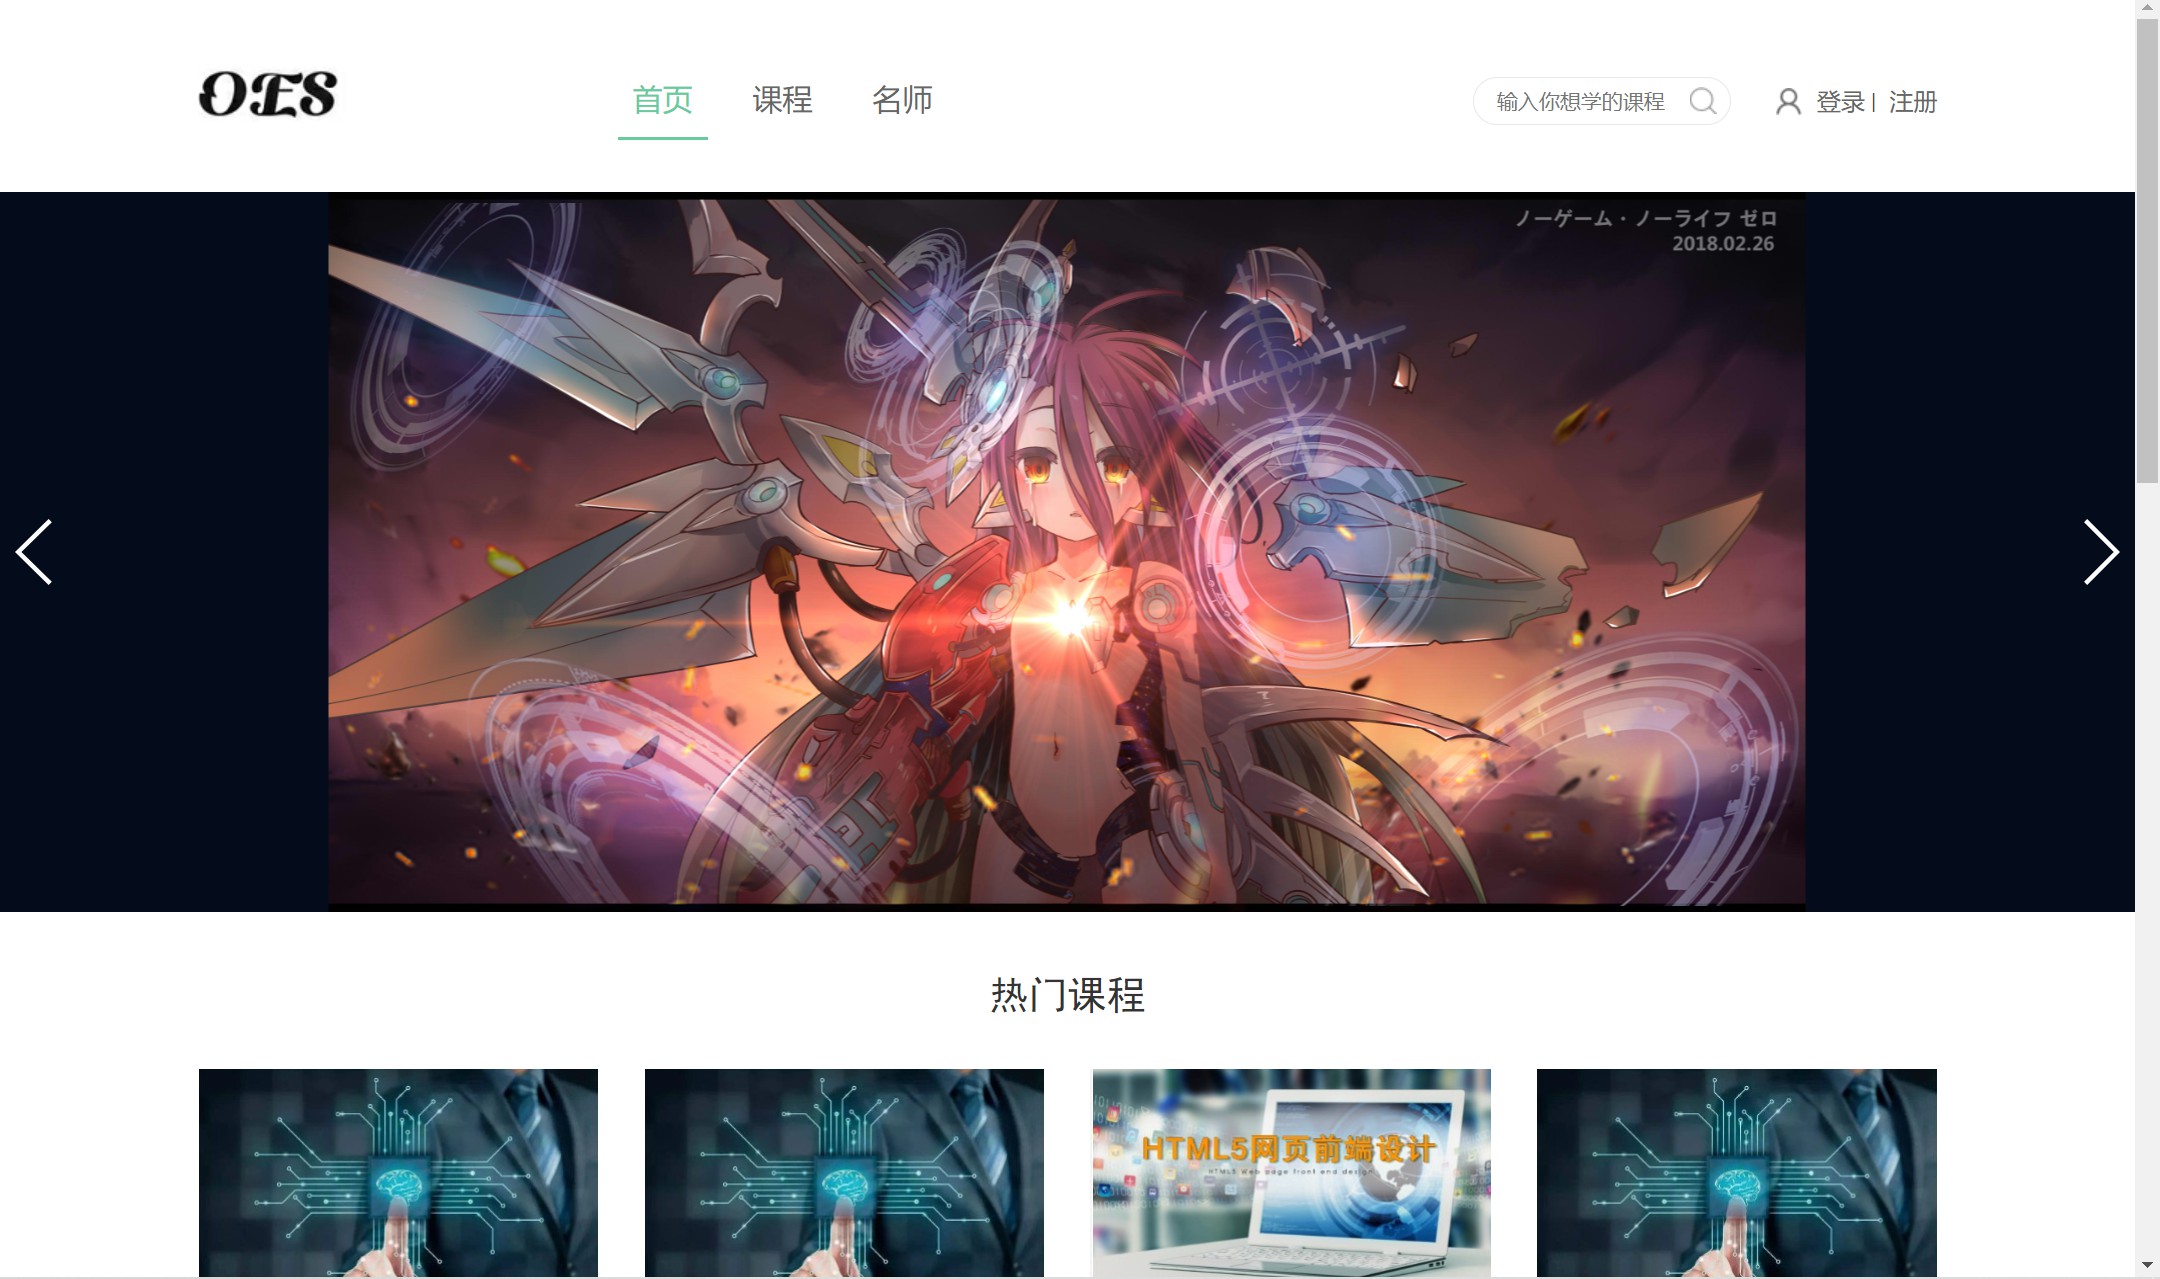 OES
首页 课程 名师
输入你想学的课程
登录 | 注册
ノーゲーム・ノーライフ ゼロ
2018.02.26
热门课程
HTML5网页前端设计
HTML5 Web page front end design